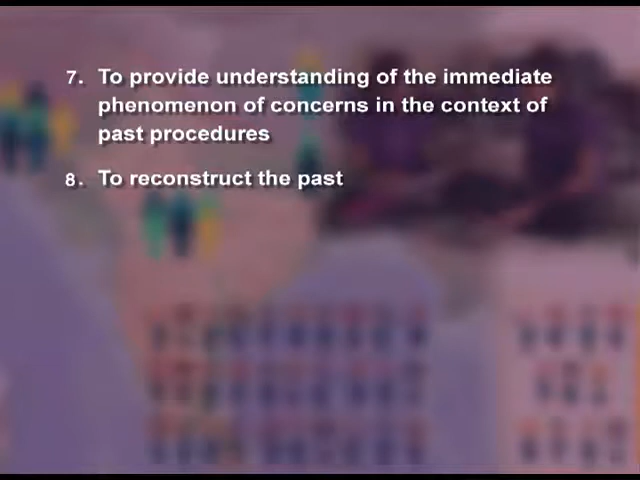 7. To provide understanding of the immediate
phenomenon of concerns in the context of
past procedures
8. To reconstruct the past